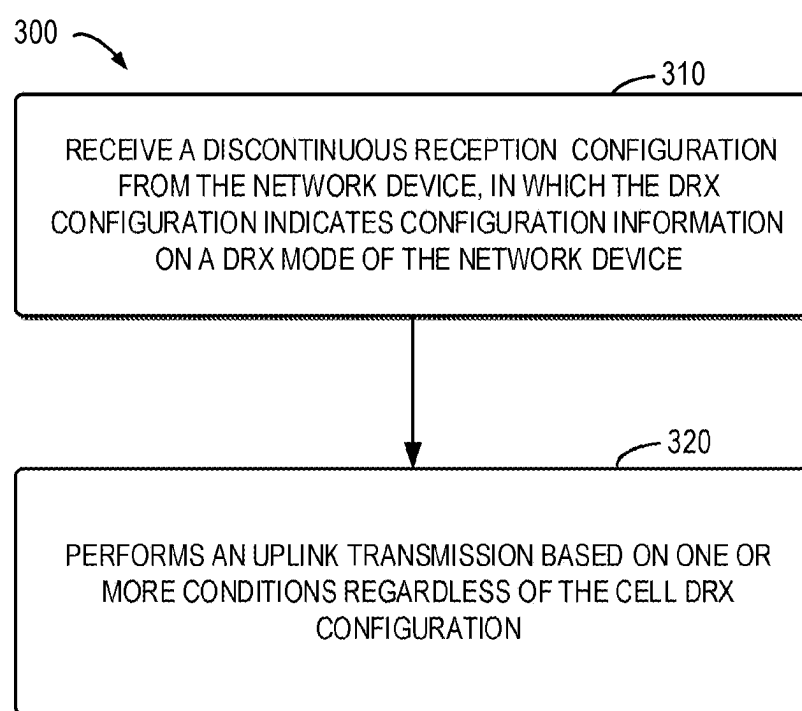 300
310
RECEIVE A DISCONTINUOUS RECEPTION CONFIGURATION
FROM THE NETWORK DEVICE, IN WHICH THE DRX
CONFIGURATION INDICATES CONFIGURATION INFORMATION
ON A DRX MODE OF THE NETWORK DEVICE
320
PERFORMS AN UPLINK TRANSMISSION BASED ON ONE OR
MORE CONDITIONS REGARDLESS OF THE CELL DRX
CONFIGURATION